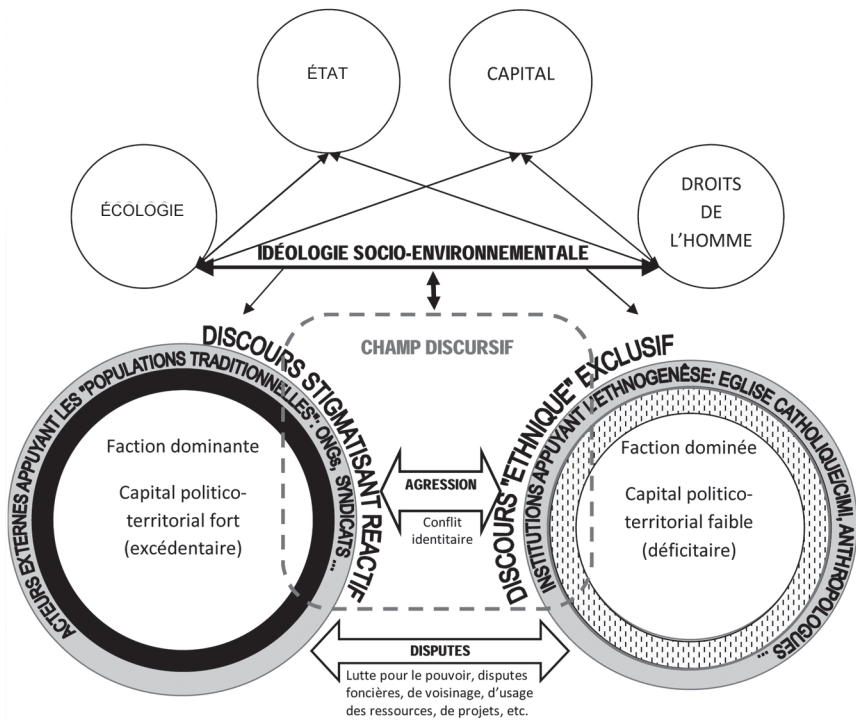 ÉTAT
CAPITAL
ÉCOLOGIE
DROITS
DE
L'HOMME
IDÉOLOGIE SOCIO-ENVIRONNEMENTALE
CHAMP DISCURSIF
DISCOURS STIGMATISANT REACTIF
ACTEURS EXTERNES APPUYANT LES "POPULATIONS TRADITIONNELLES": ONGs, SYNDICATS ...
Faction dominante
Capital politico-
territorial fort
(excédentaire)
AGRESSION
Conflit
identitaire
DISCOURS "ETHNIQUE" EXCLUSIF
INSTITUTIONS APPUYANT L'ETHNOGENÈSE: EGLISE CATHOLIQUE/CIMI, ANTHROPOLOGUES ...
Faction dominée
Capital politico-
territorial faible
(déficitaire)
DISPUTES
Lutte pour le pouvoir, disputes
foncières, de voisinage, d'usage
des ressources, de projets, etc.